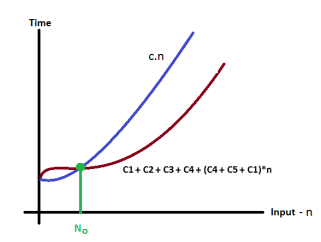 Time
c.n
C1 + C2 + C3 + C4 + (C4 + C5 + C1)*n
Input - n
No